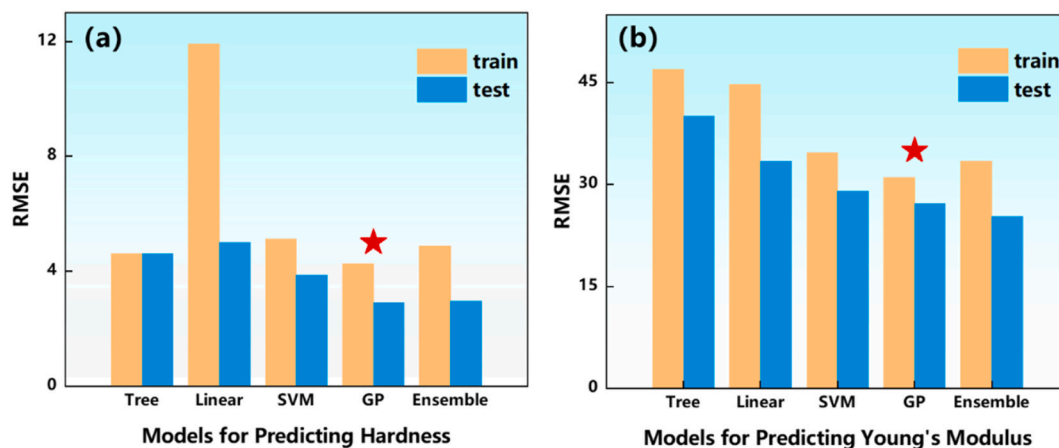 (a)
train
test
12
8
4
0
RMSE
Tree Linear SVM GP Ensemble
Models for Predicting Hardness
(b)
train
test
45
30
15
0
RMSE
Tree Linear SVM GP Ensemble
Models for Predicting Young's Modulus